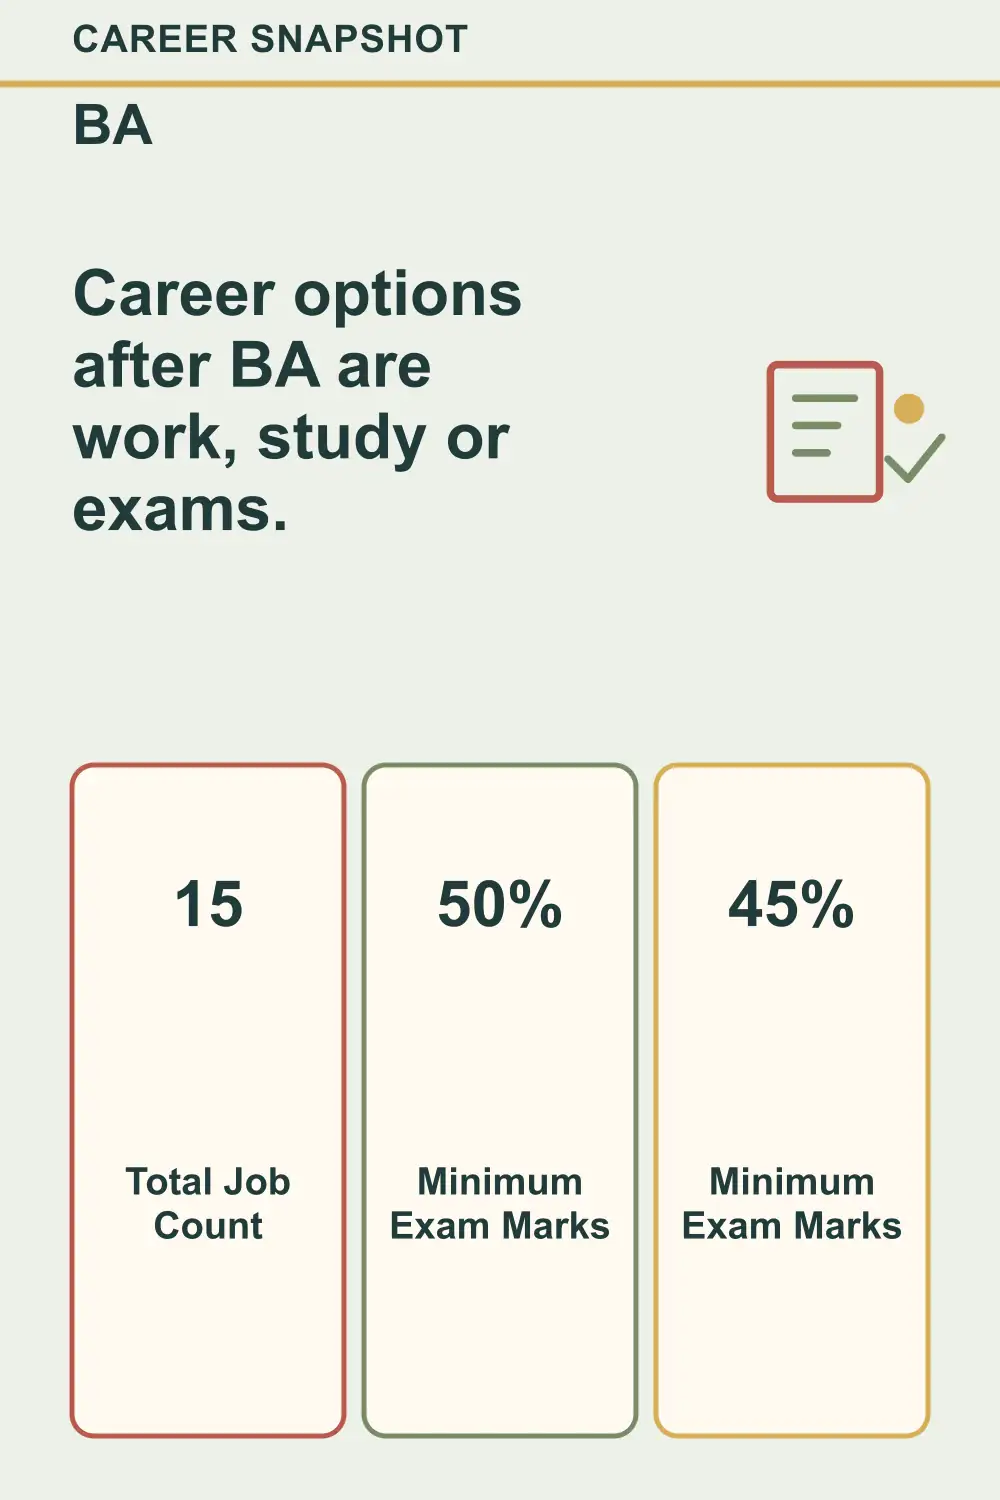 CAREER SNAPSHOT
BA
Career options
after BA are
work, study or
exams.
15
Total Job
Count
50%
Minimum
Exam Marks
45%
Minimum
Exam Marks